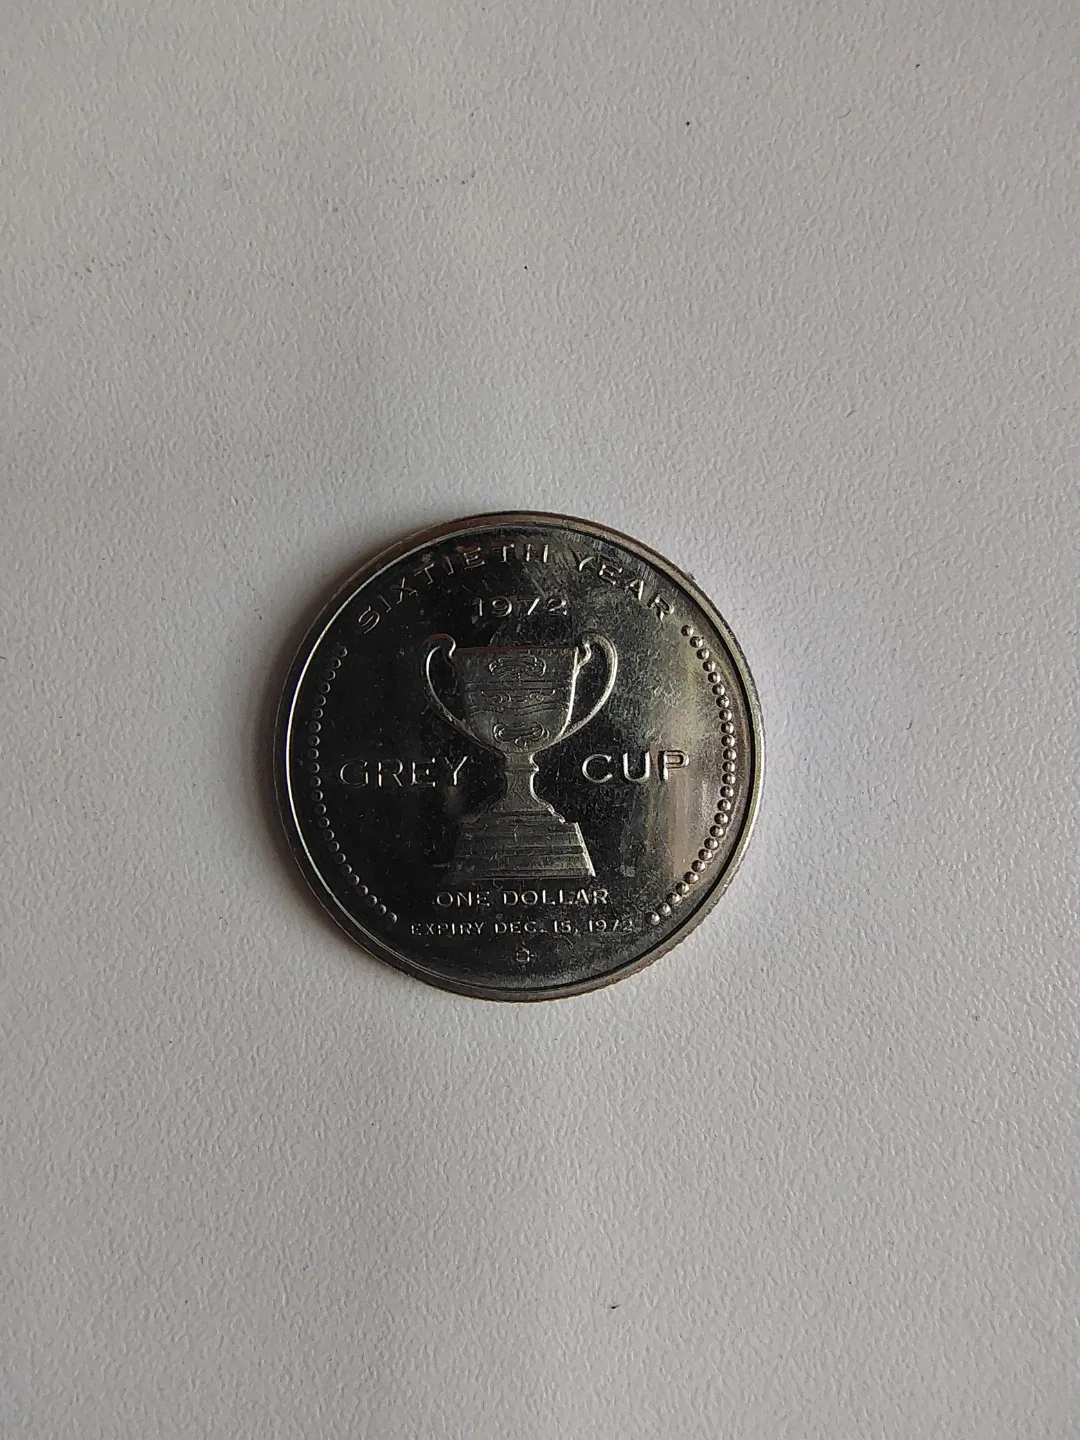 SIXTIETH YEAR
1972
GREY CUP
ONE DOLLAR
EXPIRY DEC. 15, 1972